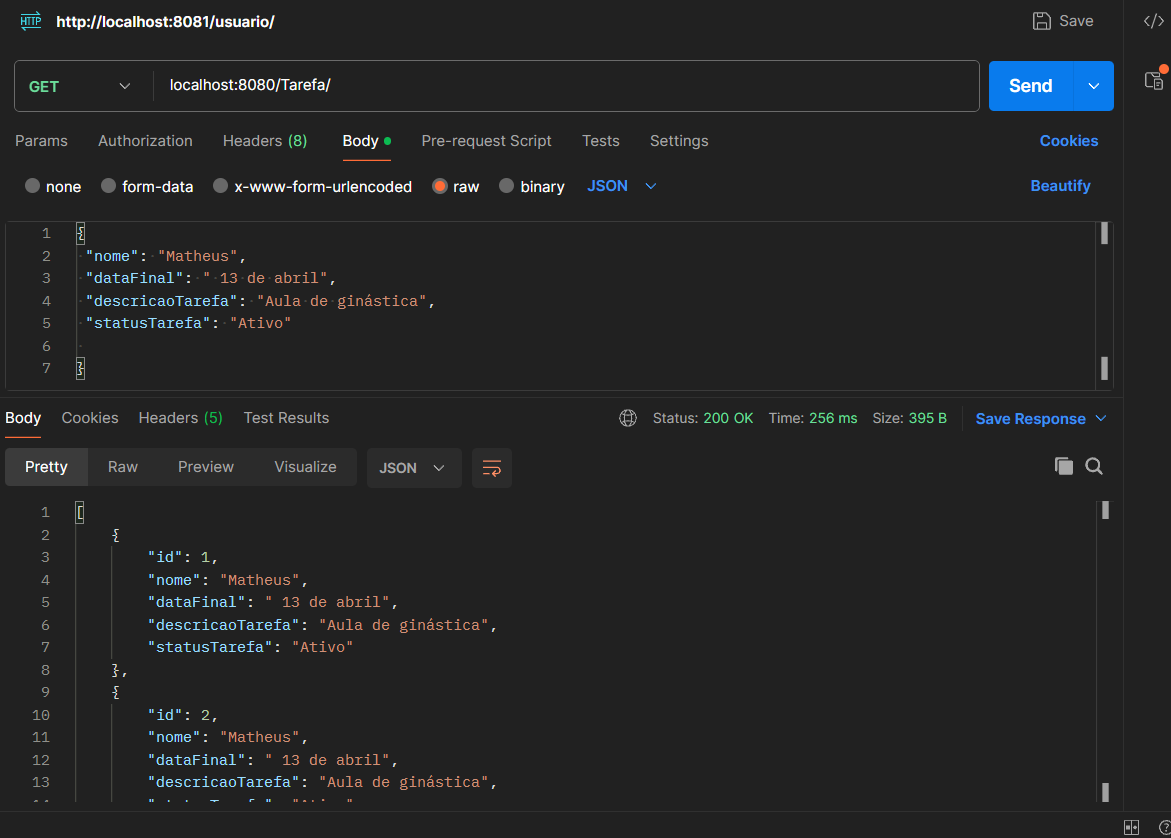 HTTP http://localhost:8081/usuario/ Save
GET localhost:8080/Tarefa/ Send
Params Authorization Headers (8) Body Pre-request Script Tests Settings Cookies
none form-data x-www-form-urlencoded raw binary JSON Beautify
1 {
2 "nome": "Matheus",
3 "dataFinal": " 13 de abril",
4 "descricaoTarefa": "Aula de ginástica",
5 "statusTarefa": "Ativo"
6
7 }
Body Cookies Headers (5) Test Results Status: 200 OK Time: 256 ms Size: 395 B Save Response
Pretty Raw Preview Visualize JSON
1 [
2 {
3 "id": 1,
4 "nome": "Matheus",
5 "dataFinal": " 13 de abril",
6 "descricaoTarefa": "Aula de ginástica",
7 "statusTarefa": "Ativo"
8 },
9 {
10 "id": 2,
11 "nome": "Matheus",
12 "dataFinal": " 13 de abril",
13 "descricaoTarefa": "Aula de ginástica",